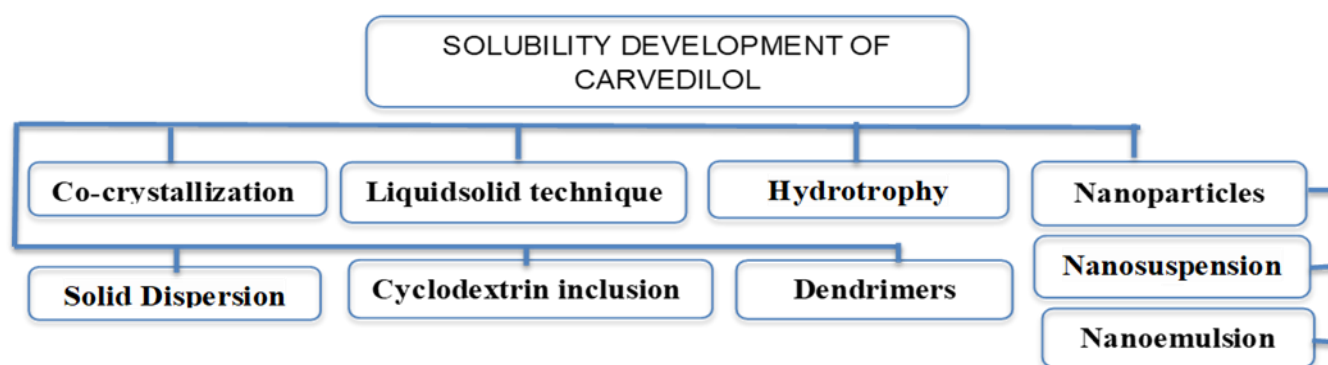 SOLUBILITY DEVELOPMENT OF
CARVEDILOL
Co-crystallization
Liquidsolid technique
Hydrotrophy
Nanoparticles
Nanosuspension
Solid Dispersion
Cyclodextrin inclusion
Dendrimers
Nanoemulsion